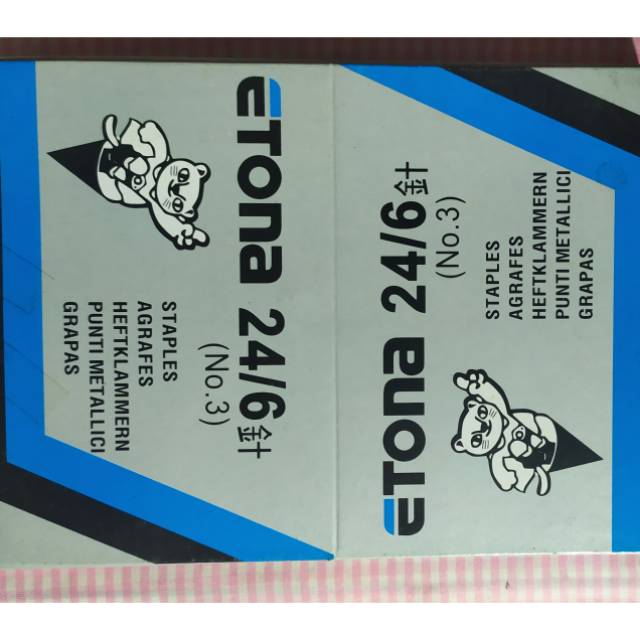 ETONA 24/6針
(No.3)
STAPLES
AGRAFES
HEFTKLAMMERN
PUNTI METALLICI
GRAPAS
ETONA 24/6針
(No.3)
STAPLES
AGRAFES
HEFTKLAMMERN
PUNTI METALLICI
GRAPAS